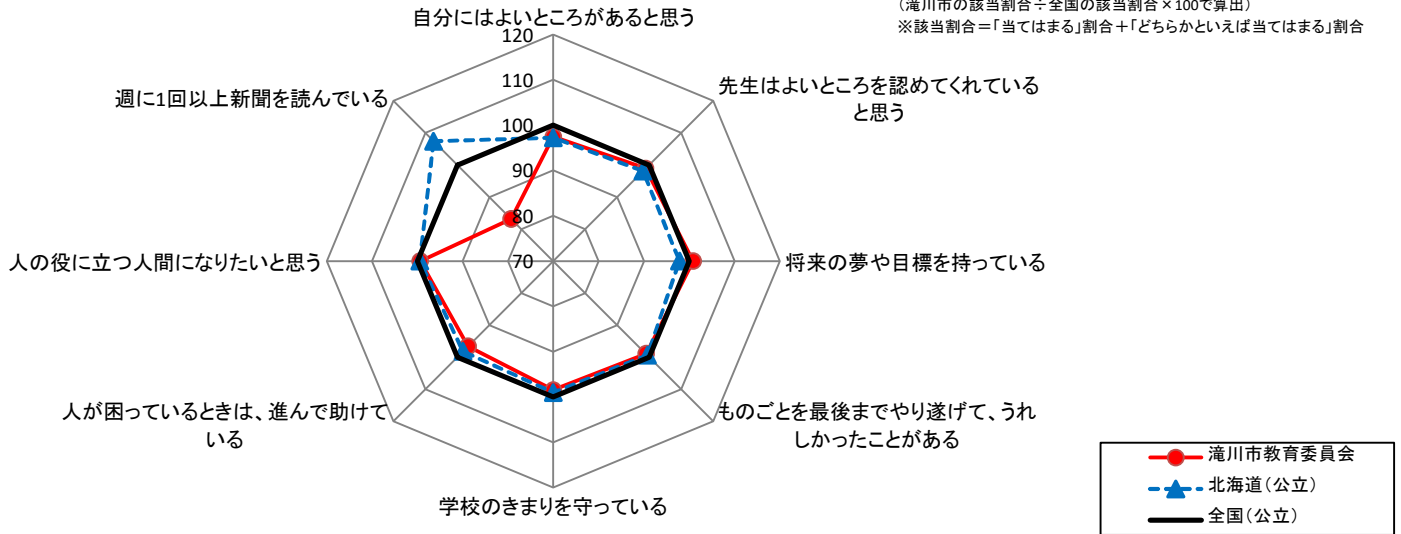 (滝川市の該当割合÷全国の該当割合×100で算出)
※該当割合=「当てはまる」割合+「どちらかといえば当てはまる」割合
自分にはよいところがあると思う
120
110
100
90
80
70
先生はよいところを認めてくれている
と思う
将来の夢や目標を持っている
ものごとを最後までやり遂げて、うれ
しかったことがある
学校のきまりを守っている
人が困っているときは、進んで助けて
いる
人の役に立つ人間になりたいと思う
週に1回以上新聞を読んでいる
滝川市教育委員会
北海道(公立)
全国(公立)